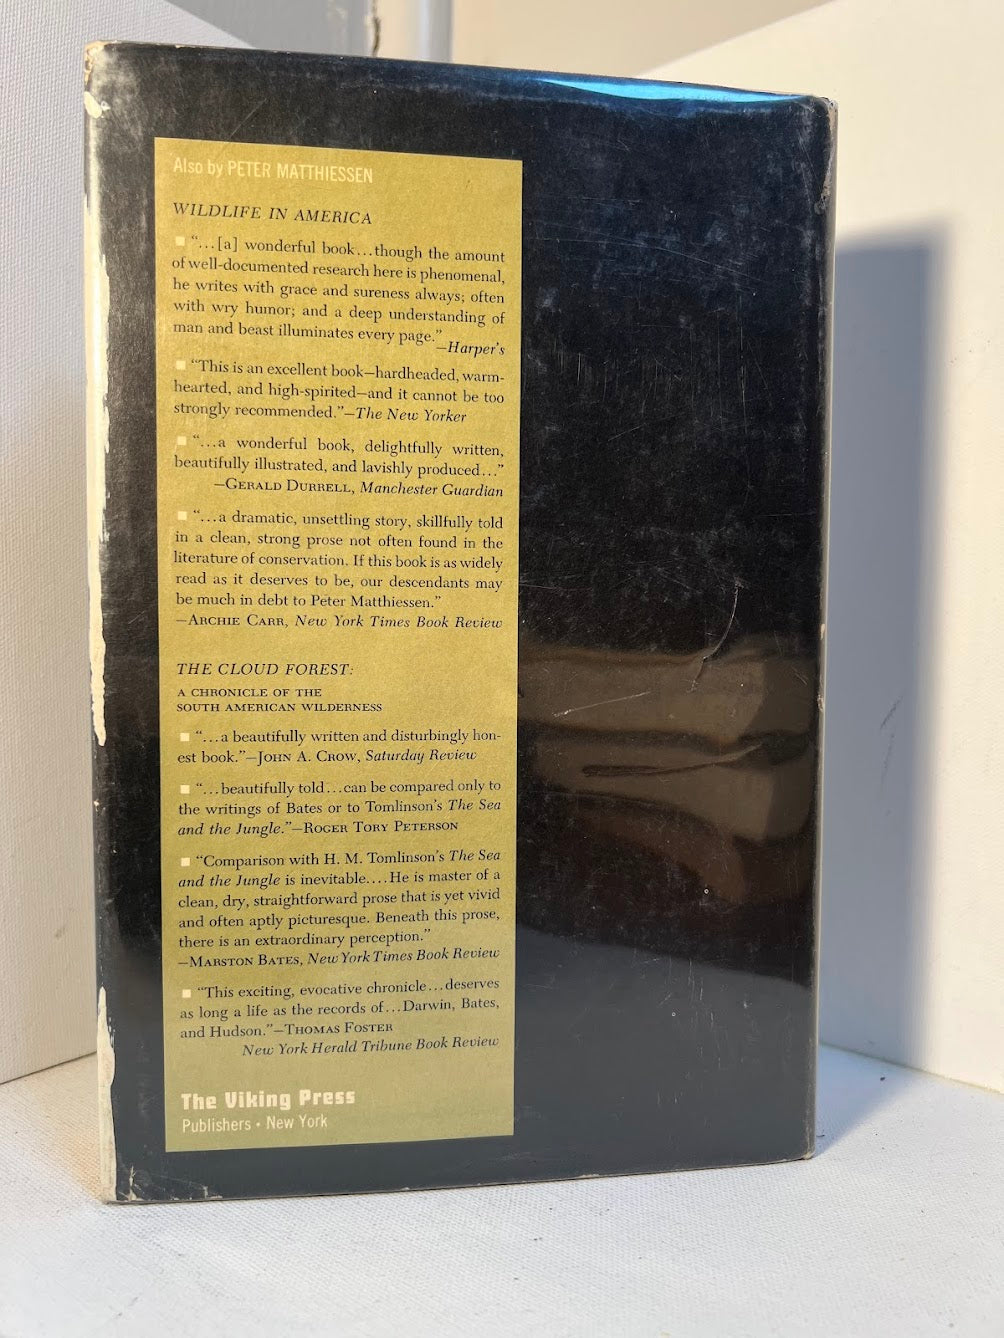 Also by PETER MATTHIESSEN
WILDLIFE IN AMERICA
■ “...[a] wonderful book...though the amount
of well-documented research here is phenomenal,
he writes with grace and sureness always; often
with wry humor; and a deep understanding of
man and beast illuminates every page.”
—Harper's
■ “This is an excellent book—hardheaded, warm-
hearted, and high-spirited—and it cannot be too
strongly recommended.”—The New Yorker
■ “...a wonderful book, delightfully written,
beautifully illustrated, and lavishly produced...”
—GERALD DURRELL, Manchester Guardian
■ “...a dramatic, unsettling story, skillfully told
in a clean, strong prose not often found in the
literature of conservation. If this book is as widely
read as it deserves to be, our descendants may
be much in debt to Peter Matthiessen.”
—ARCHIE CARR, New York Times Book Review
THE CLOUD FOREST:
A CHRONICLE OF THE
SOUTH AMERICAN WILDERNESS
■ “...a beautifully written and disturbingly hon-
est book.”—JOHN A. CROW, Saturday Review
■ “...beautifully told...can be compared only to
the writings of Bates or to Tomlinson's The Sea
and the Jungle.”—ROGER TORY PETERSON
■ “Comparison with H. M. Tomlinson's The Sea
and the Jungle is inevitable....He is master of a
clean, dry, straightforward prose that is yet vivid
and often aptly picturesque. Beneath this prose,
there is an extraordinary perception.”
—MARSTON BATES, New York Times Book Review
■ “This exciting, evocative chronicle...deserves
as long a life as the records of...Darwin, Bates,
and Hudson.”—THOMAS FOSTER
New York Herald Tribune Book Review
The Viking Press
Publishers • New York